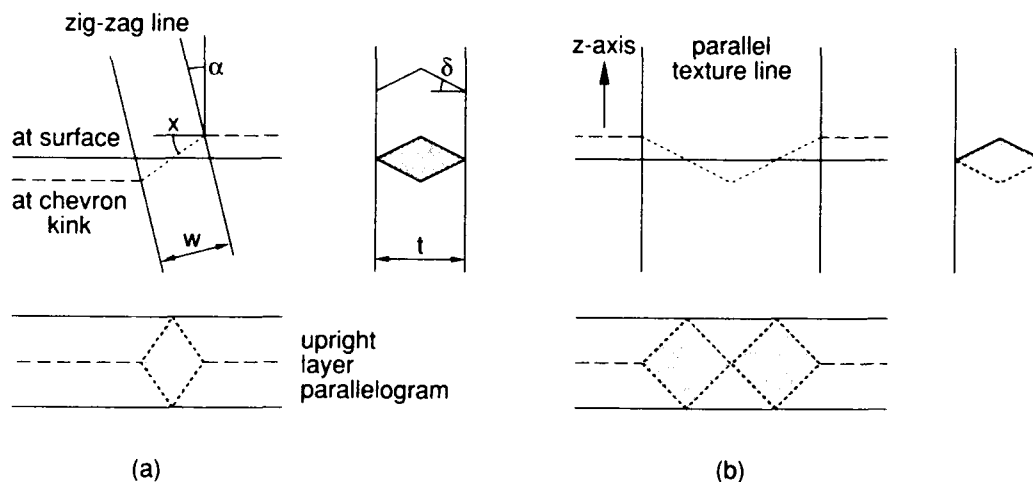 zig-zag line
α
x
at surface
at chevron
kink
w
δ
t
upright
layer
parallelogram
(a)
z-axis
parallel
texture line
(b)